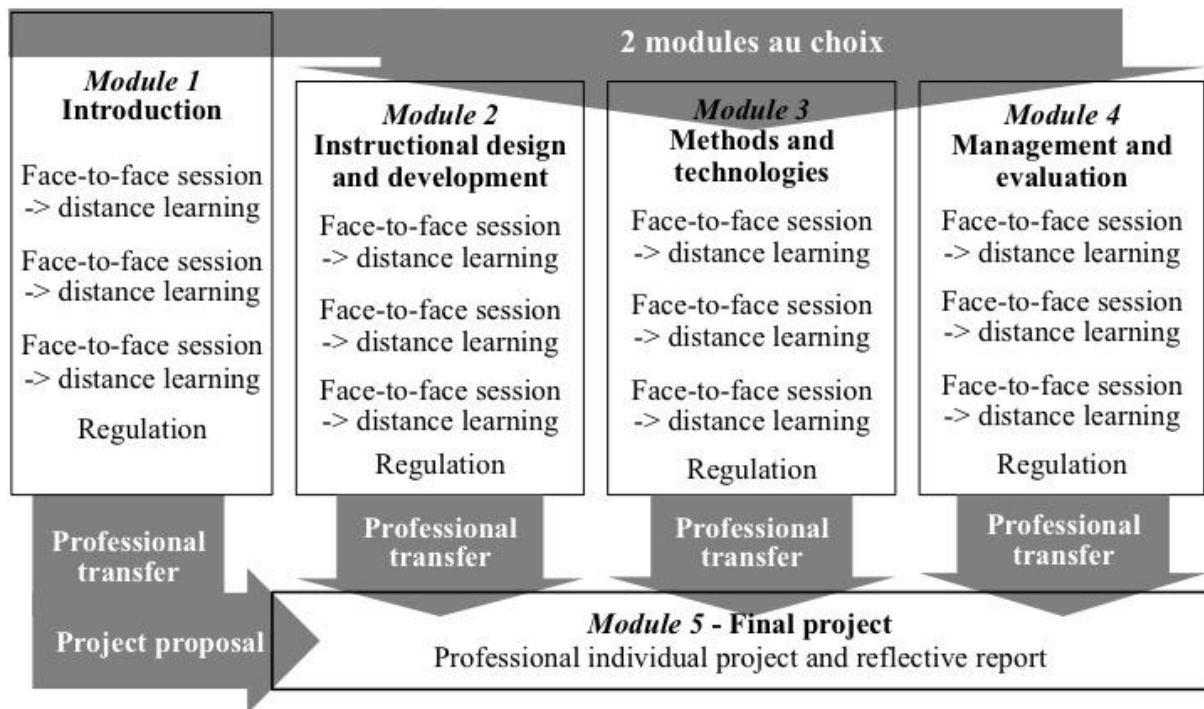 2 modules au choix
Module 1
Introduction
Face-to-face session
-> distance learning
Face-to-face session
-> distance learning
Face-to-face session
-> distance learning
Regulation
Module 2
Instructional design
and development
Face-to-face session
-> distance learning
Face-to-face session
-> distance learning
Face-to-face session
-> distance learning
Regulation
Module 3
Methods and
technologies
Face-to-face session
-> distance learning
Face-to-face session
-> distance learning
Face-to-face session
-> distance learning
Regulation
Module 4
Management and
evaluation
Face-to-face session
-> distance learning
Face-to-face session
-> distance learning
Face-to-face session
-> distance learning
Regulation
Professional
transfer
Professional
transfer
Professional
transfer
Professional
transfer
Project proposal
Module 5 - Final project
Professional individual project and reflective report